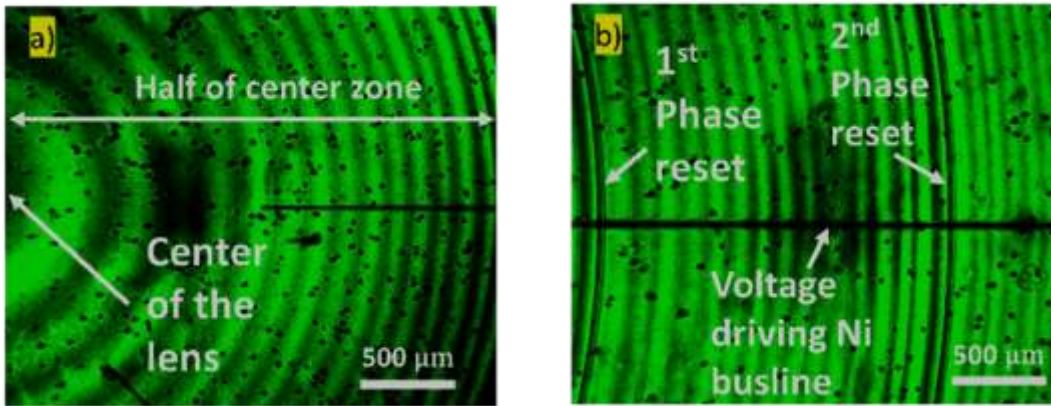 a)
Half of center zone
Center
of the
lens
500 μm
b)
1st
Phase
reset
2nd
Phase
reset
Voltage
driving Ni
busline
500 μm